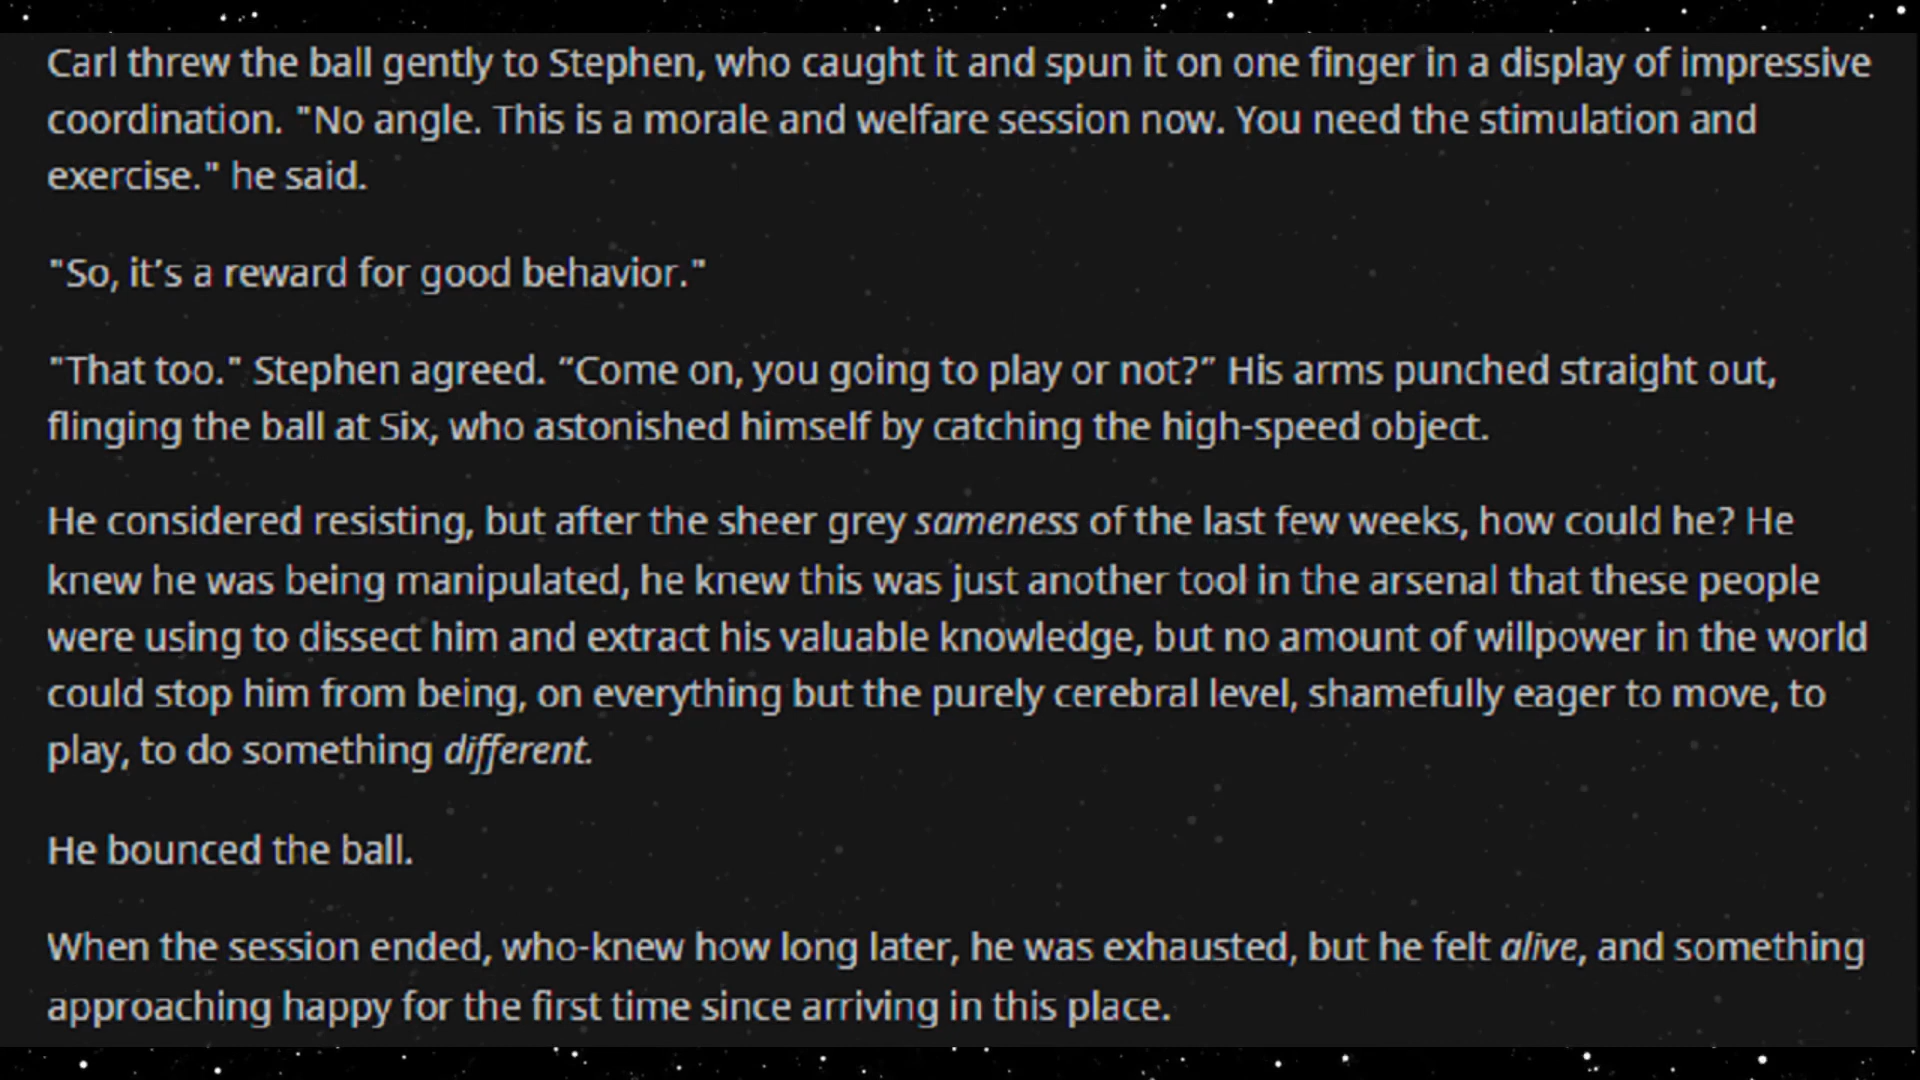 Carl threw the ball gently to Stephen, who caught it and spun it on one finger in a display of impressive
coordination. "No angle. This is a morale and welfare session now. You need the stimulation and
exercise." he said.
"So, it’s a reward for good behavior."
"That too." Stephen agreed. “Come on, you going to play or not?” His arms punched straight out,
flinging the ball at Six, who astonished himself by catching the high-speed object.
He considered resisting, but after the sheer grey sameness of the last few weeks, how could he? He
knew he was being manipulated, he knew this was just another tool in the arsenal that these people
were using to dissect him and extract his valuable knowledge, but no amount of willpower in the world
could stop him from being, on everything but the purely cerebral level, shamefully eager to move, to
play, to do something different.
He bounced the ball.
When the session ended, who-knew how long later, he was exhausted, but he felt alive, and something
approaching happy for the first time since arriving in this place.